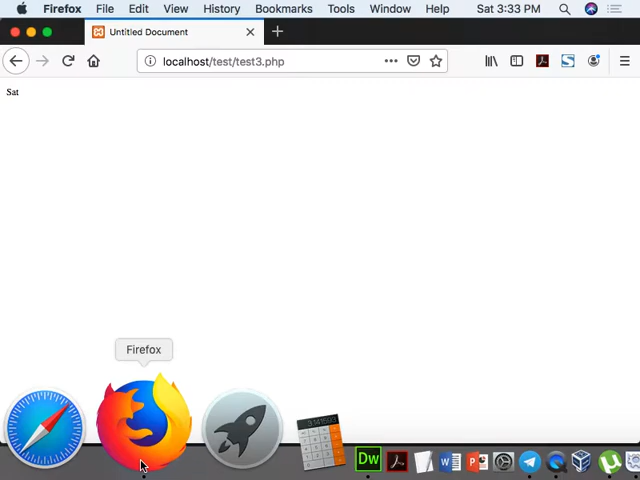 Firefox File Edit View History Bookmarks Tools Window Help Sat 3:33 PM
Untitled Document
localhost/test/test3.php
Sat
Firefox
Dw
W
P